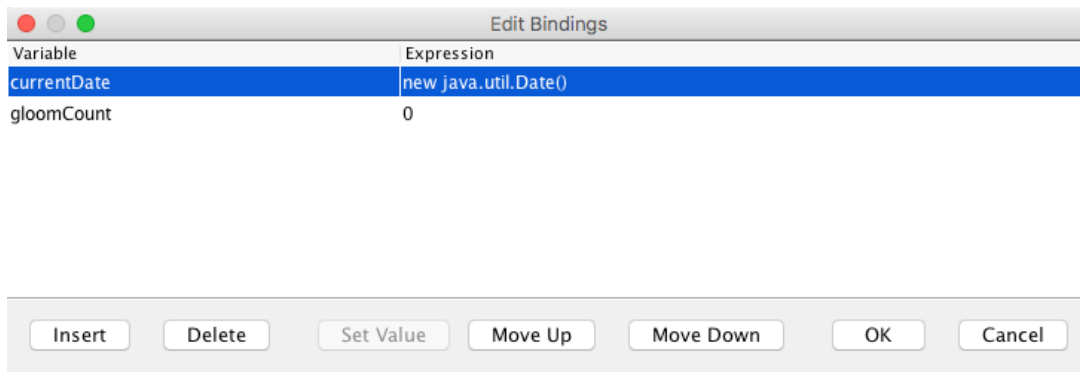 Edit Bindings
Variable Expression
currentDate new java.util.Date()
gloomCount 0
Insert Delete Set Value Move Up Move Down OK Cancel